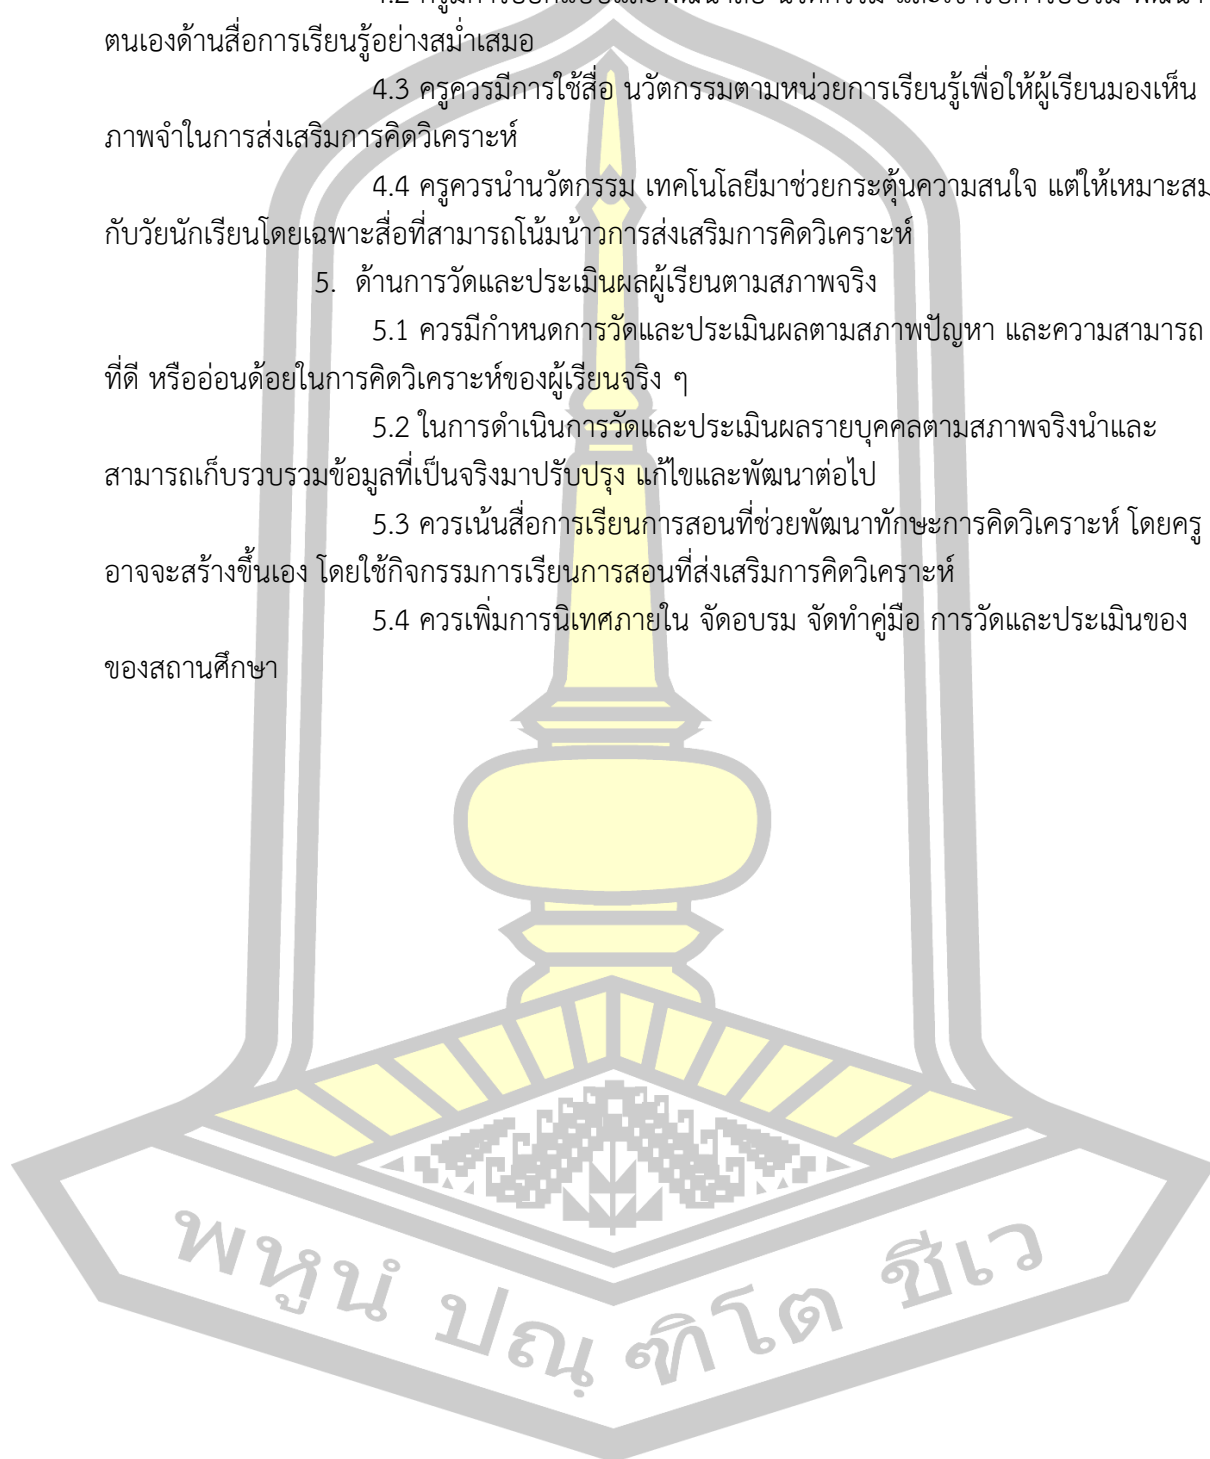 ตนเองด้านสื่อการเรียนรู้อย่างสม่ำเสมอ
4.3 ครูควรมีการใช้สื่อ นวัตกรรมตามหน่วยการเรียนรู้เพื่อให้ผู้เรียนมองเห็น
ภาพจำในการส่งเสริมการคิดวิเคราะห์
4.4 ครูควรนำนวัตกรรม เทคโนโลยีมาช่วยกระตุ้นความสนใจ แต่ให้เหมาะสม
กับวัยนักเรียนโดยเฉพาะสื่อที่สามารถโน้มน้าวการส่งเสริมการคิดวิเคราะห์
5. ด้านการวัดและประเมินผลผู้เรียนตามสภาพจริง
5.1 ควรมีกำหนดการวัดและประเมินผลตามสภาพปัญหา และความสามารถ
ที่ดี หรืออ่อนด้อยในการคิดวิเคราะห์ของผู้เรียนจริง ๆ
5.2 ในการดำเนินการวัดและประเมินผลรายบุคคลตามสภาพจริงนำและ
สามารถเก็บรวบรวมข้อมูลที่เป็นจริงมาปรับปรุง แก้ไขและพัฒนาต่อไป
5.3 ควรเน้นสื่อการเรียนการสอนที่ช่วยพัฒนาทักษะการคิดวิเคราะห์ โดยครู
อาจจะสร้างขึ้นเอง โดยใช้กิจกรรมการเรียนการสอนที่ส่งเสริมการคิดวิเคราะห์
5.4 ควรเพิ่มการนิเทศภายใน จัดอบรม จัดทำคู่มือ การวัดและประเมินของ
ของสถานศึกษา
พหูนํ ปณฺฑิโต ชีเว